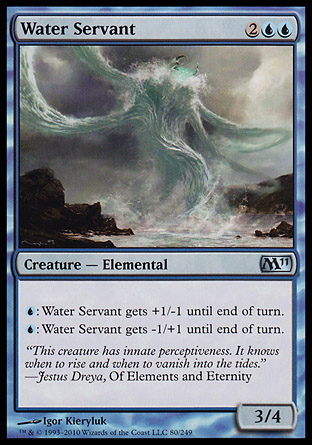 Water Servant 2
Creature — Elemental M11
: Water Servant gets +1/-1 until end of turn.
: Water Servant gets -1/+1 until end of turn.
“This creature has innate perceptiveness. It knows
when to rise and when to vanish into the tides.”
—Jestus Dreya, Of Elements and Eternity
Igor Kieryluk
™ & © 1993–2010 Wizards of the Coast LLC 80/249
3/4